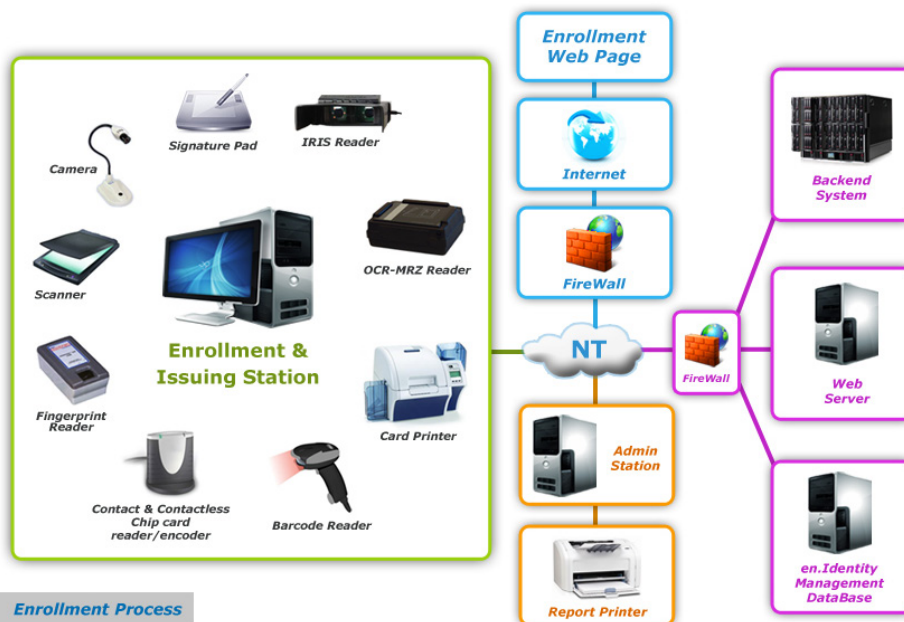 Enrollment
Web Page
Signature Pad
IRIS Reader
Camera
Internet
Backend
System
OCR-MRZ Reader
Scanner
FireWall
Enrollment &
Issuing Station
NT
FireWall
Web
Server
Fingerprint
Reader
Card Printer
Admin
Station
Contact & Contactless
Chip card
reader/encoder
Barcode Reader
en.Identity
Management
DataBase
Report Printer
Enrollment Process